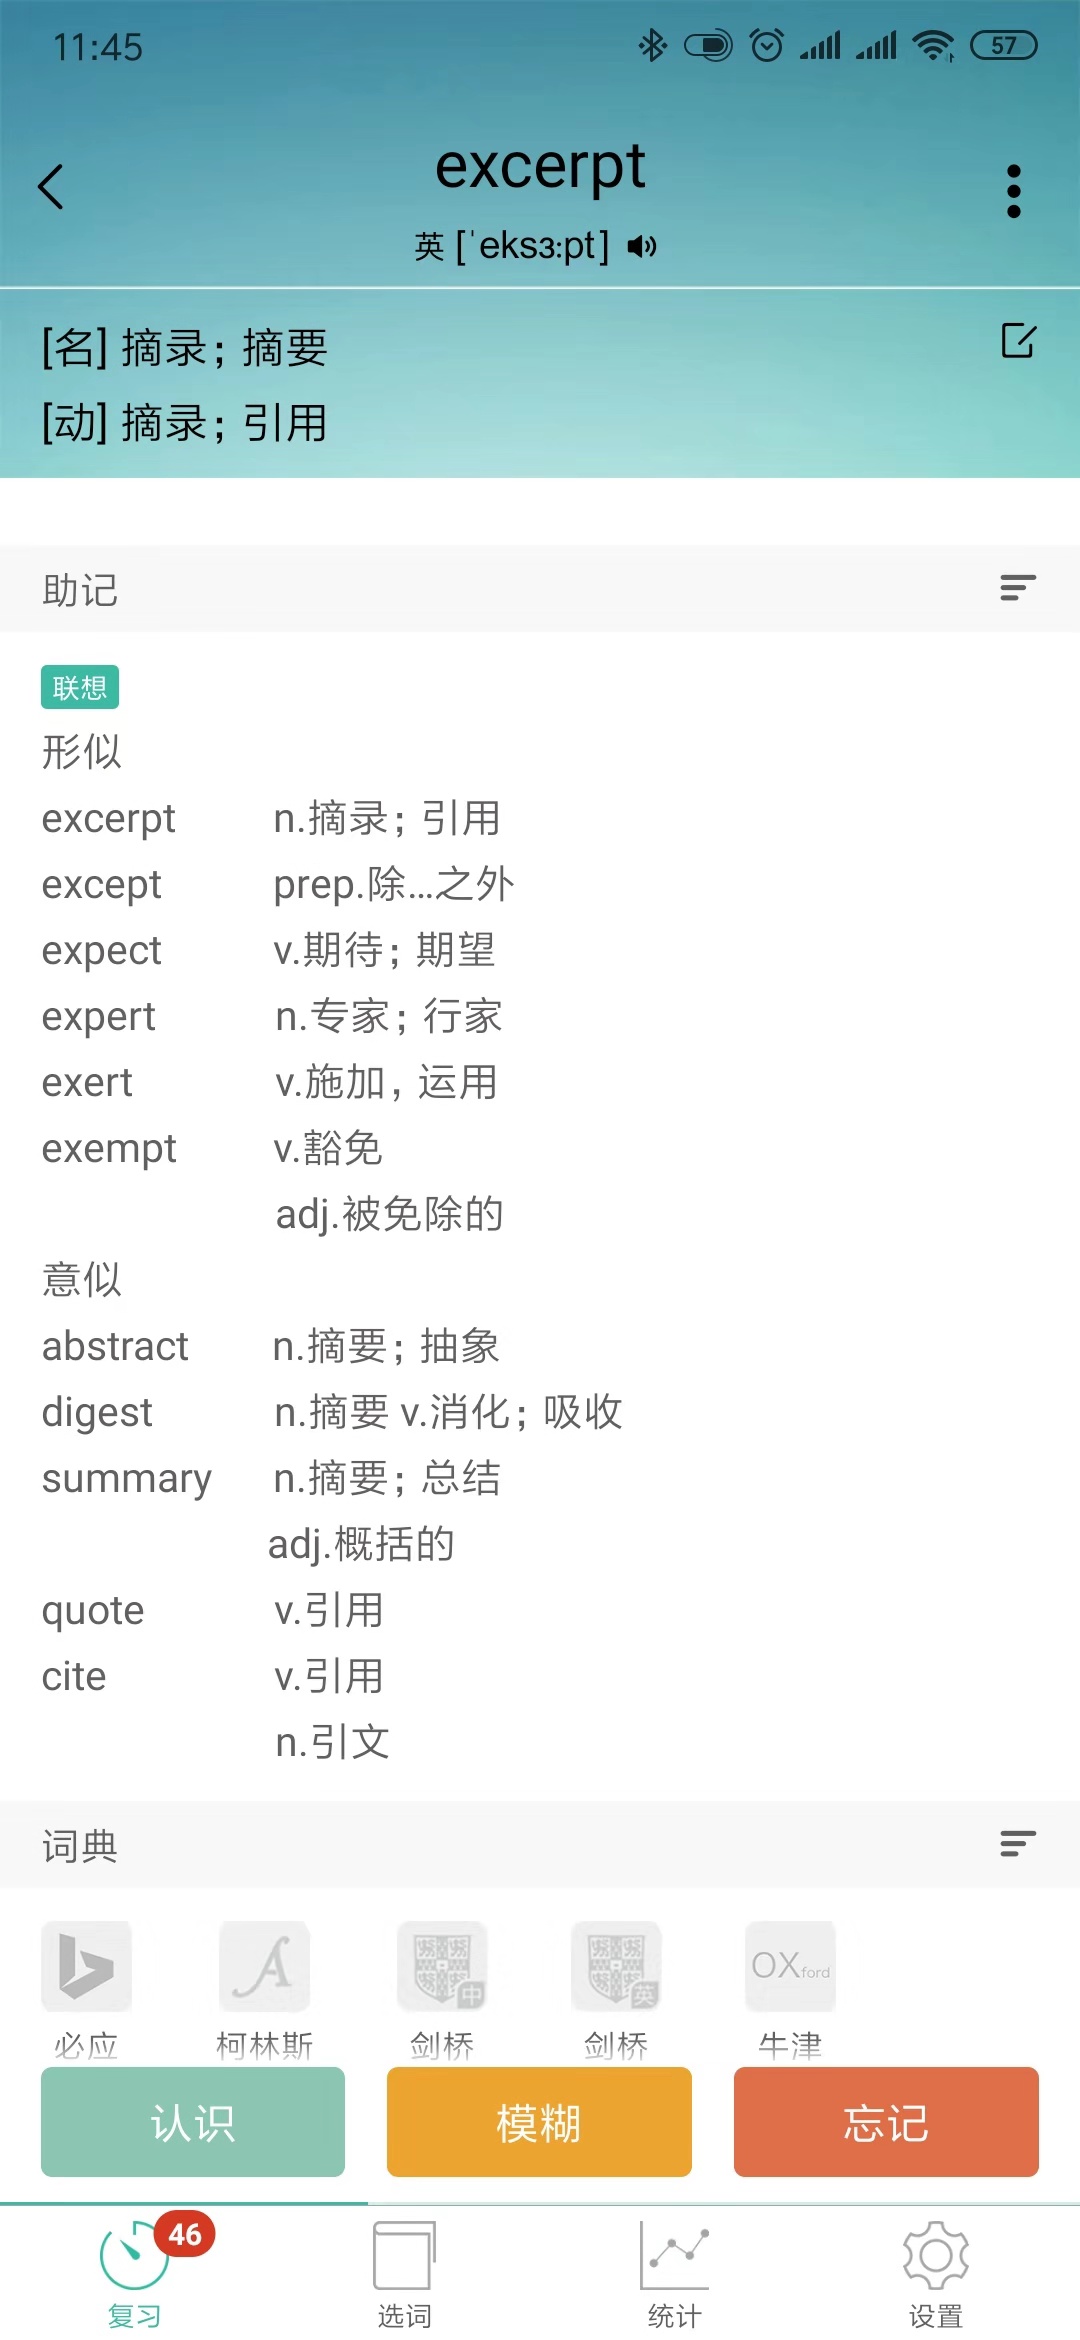 11:45
57
excerpt
英 [ˈeksɜːpt]
[名] 摘录；摘要
[动] 摘录；引用
助记
联想
形似
excerpt n.摘录；引用
except prep.除...之外
expect v.期待；期望
expert n.专家；行家
exert v.施加，运用
exempt v.豁免
adj.被免除的
意似
abstract n.摘要；抽象
digest n.摘要 v.消化；吸收
summary n.摘要；总结
adj.概括的
quote v.引用
cite v.引用
n.引文
词典
中 英 OXford
必应 柯林斯 剑桥 剑桥 牛津
认识 模糊 忘记
46
复习 选词 统计 设置